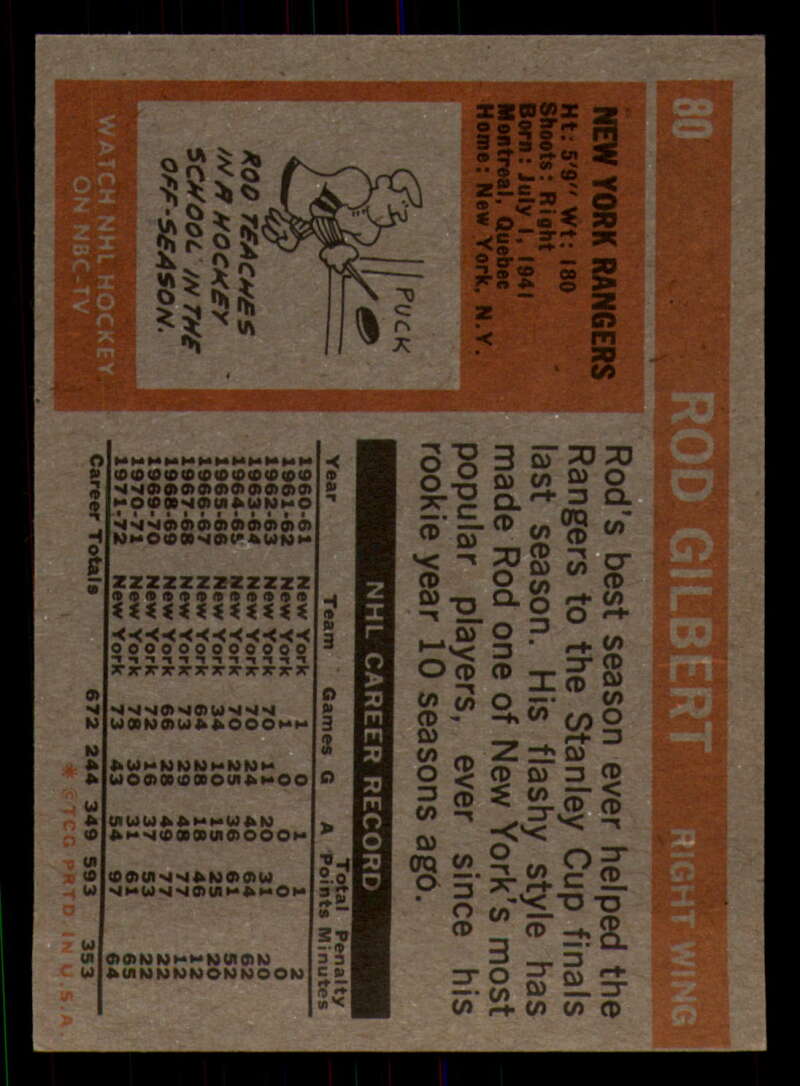 80 ROD GILBERT RIGHT WING
NEW YORK RANGERS
Ht: 5'9" Wt: 180
Shoots: Right
Born: July 1, 1941
Montreal, Quebec
Home: New York, N.Y.
PUCK
ROD TEACHES
IN A HOCKEY
SCHOOL IN THE
OFF-SEASON.
WATCH NHL HOCKEY
ON NBC-TV
Rod's best season ever helped the
Rangers to the Stanley Cup finals
last season. His flashy style has
made Rod one of New York's most
popular players, ever since his
rookie year 10 seasons ago.
NHL CAREER RECORD
Total Penalty
Year Team Games G A Points Minutes
1960-61 New York 1 0 1 1 2
1961-62 New York 1 0 0 0 0
1962-63 New York 70 11 20 31 20
1963-64 New York 70 24 40 64 62
1964-65 New York 70 25 36 61 52
1965-66 New York 34 10 15 25 20
1966-67 New York 64 28 18 46 12
1967-68 New York 73 29 48 77 12
1968-69 New York 66 28 49 77 22
1969-70 New York 72 16 37 53 22
1970-71 New York 78 30 31 61 65
1971-72 New York 73 43 54 97 64
Career Totals 672 244 349 593 353
* © TCG PRTD. IN U.S.A.